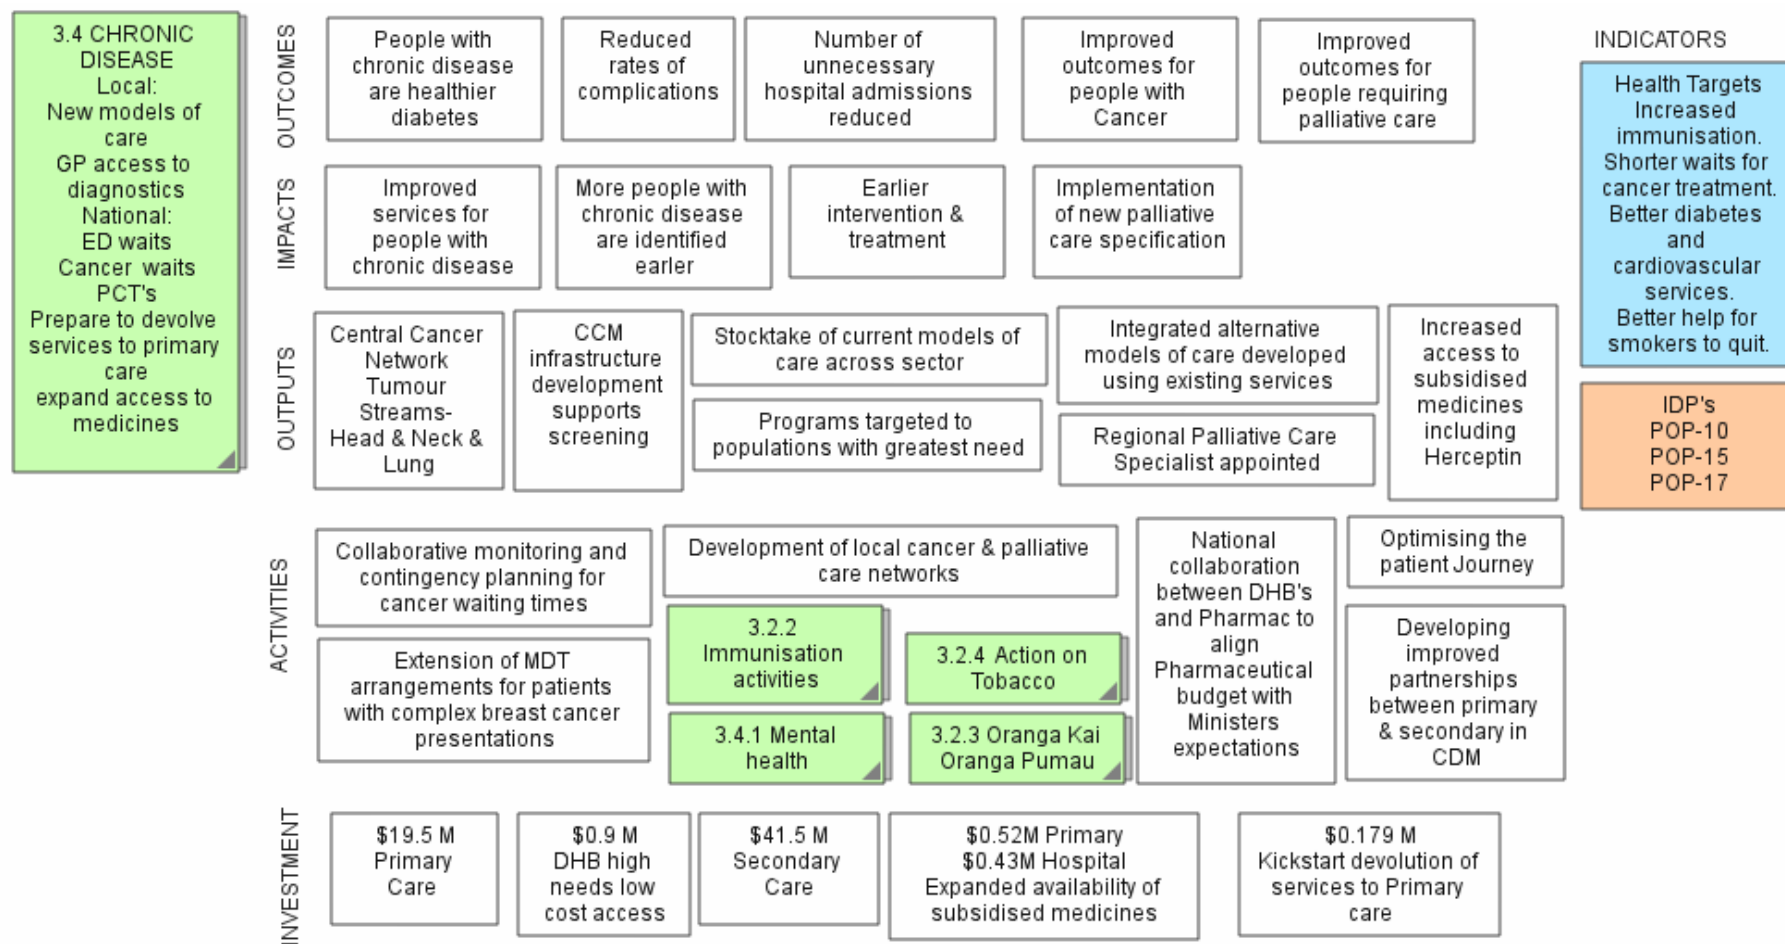 3.4 CHRONIC
DISEASE
Local:
New models of
care
GP access to
diagnostics
National:
ED waits
Cancer waits
PCT's
Prepare to devolve
services to primary
care
expand access to
medicines
OUTCOMES
People with
chronic disease
are healthier
diabetes
Reduced
rates of
complications
Number of
unnecessary
hospital admissions
reduced
Improved
outcomes for
people with
Cancer
Improved
outcomes for
people requiring
palliative care
IMPACTS
Improved
services for
people with
chronic disease
More people with
chronic disease
are identified
earler
Earlier
intervention &
treatment
Implementation
of new palliative
care specification
OUTPUTS
Central Cancer
Network
Tumour
Streams-
Head & Neck &
Lung
CCM
infrastructure
development
supports
screening
Stocktake of current models of
care across sector
Programs targeted to
populations with greatest need
Integrated alternative
models of care developed
using existing services
Regional Palliative Care
Specialist appointed
Increased
access to
subsidised
medicines
including
Herceptin
ACTIVITIES
Collaborative monitoring and
contingency planning for
cancer waiting times
Extension of MDT
arrangements for patients
with complex breast cancer
presentations
Development of local cancer & palliative
care networks
3.2.2
Immunisation
activities
3.2.4 Action on
Tobacco
3.4.1 Mental
health
3.2.3 Oranga Kai
Oranga Pumau
National
collaboration
between DHB's
and Pharmac to
align
Pharmaceutical
budget with
Ministers
expectations
Optimising the
patient Journey
Developing
improved
partnerships
between primary
& secondary in
CDM
INVESTMENT
$19.5 M
Primary
Care
$0.9 M
DHB high
needs low
cost access
$41.5 M
Secondary
Care
$0.52M Primary
$0.43M Hospital
Expanded availability of
subsidised medicines
$0.179 M
Kickstart devolution of
services to Primary
care
INDICATORS
Health Targets
Increased
immunisation.
Shorter waits for
cancer treatment.
Better diabetes
and
cardiovascular
services.
Better help for
smokers to quit.
IDP's
POP-10
POP-15
POP-17